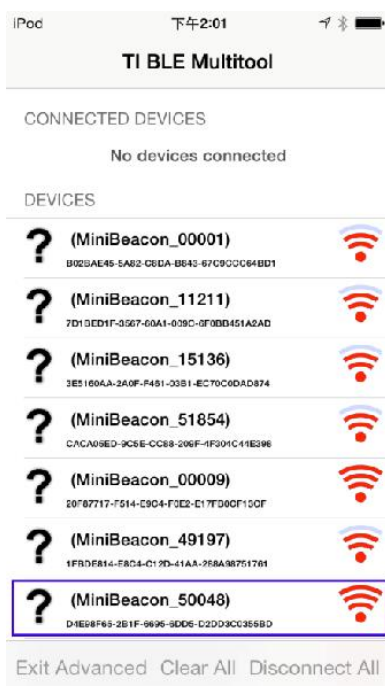 iPod 下午2:01
TI BLE Multitool
CONNECTED DEVICES
No devices connected
DEVICES
? (MiniBeacon_00001)
? (MiniBeacon_11211)
? (MiniBeacon_15136)
? (MiniBeacon_51854)
? (MiniBeacon_00009)
? (MiniBeacon_49197)
? (MiniBeacon_50048)
Exit Advanced Clear All Disconnect All